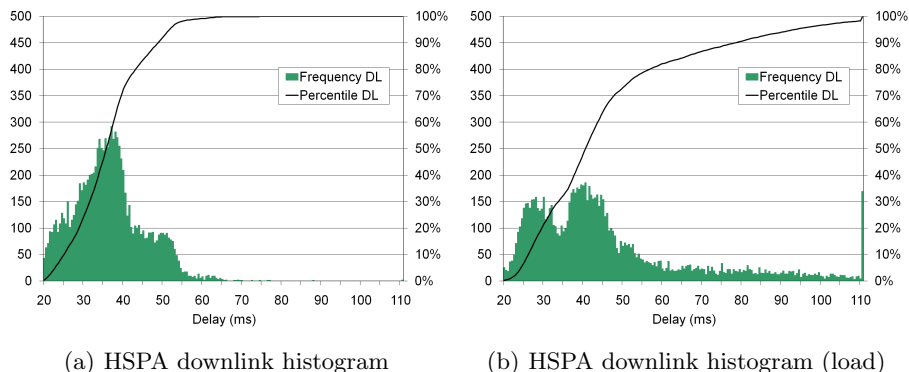 500 100%
450 90%
400 80%
350 70%
300 60%
250 50%
200 40%
150 30%
100 20%
50 10%
0 0%
20 30 40 50 60 70 80 90 100 110
Frequency DL
Percentile DL
Delay (ms)
(a) HSPA downlink histogram
500 100%
450 90%
400 80%
350 70%
300 60%
250 50%
200 40%
150 30%
100 20%
50 10%
0 0%
20 30 40 50 60 70 80 90 100 110
Frequency DL
Percentile DL
Delay (ms)
(b) HSPA downlink histogram (load)